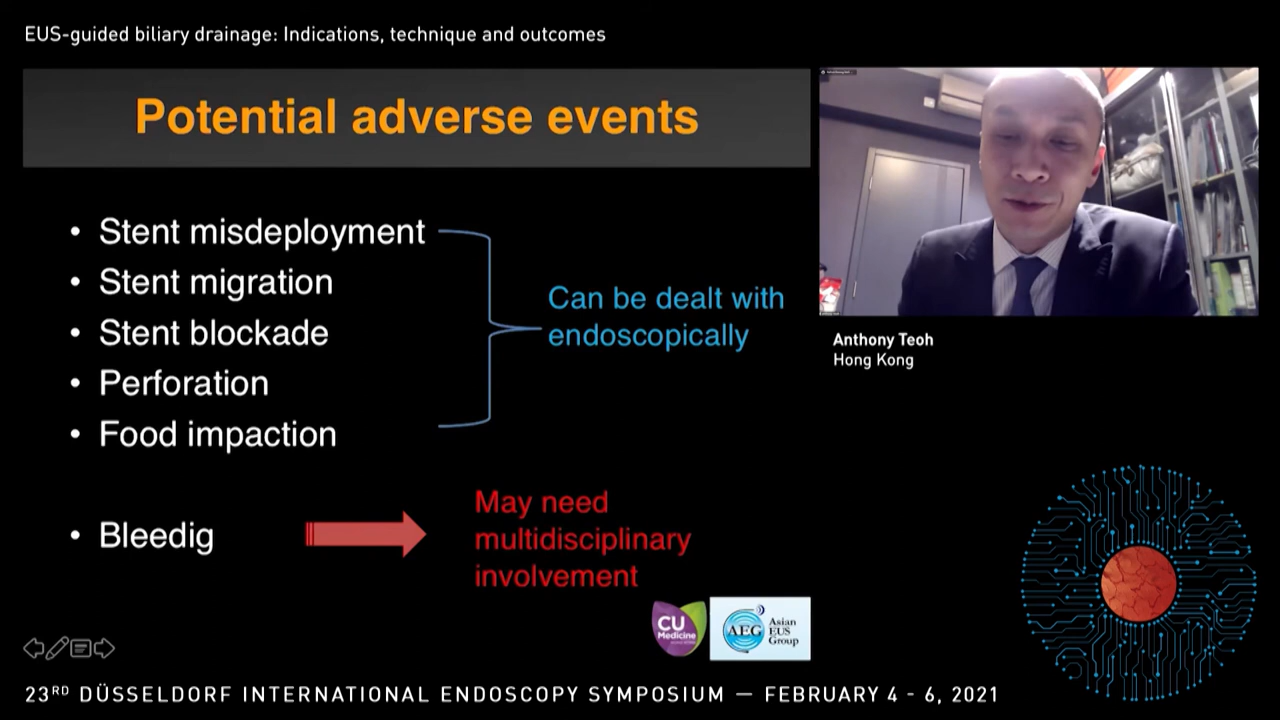 EUS-guided biliary drainage: Indications, technique and outcomes
Potential adverse events
• Stent misdeployment
• Stent migration
• Stent blockade
• Perforation
• Food impaction
Can be dealt with
endoscopically
• Bleedig
May need
multidisciplinary
involvement
CU
Medicine
AEG
Asian
EUS
Group
Anthony Teoh
Hong Kong
23RD DÜSSELDORF INTERNATIONAL ENDOSCOPY SYMPOSIUM — FEBRUARY 4 - 6, 2021